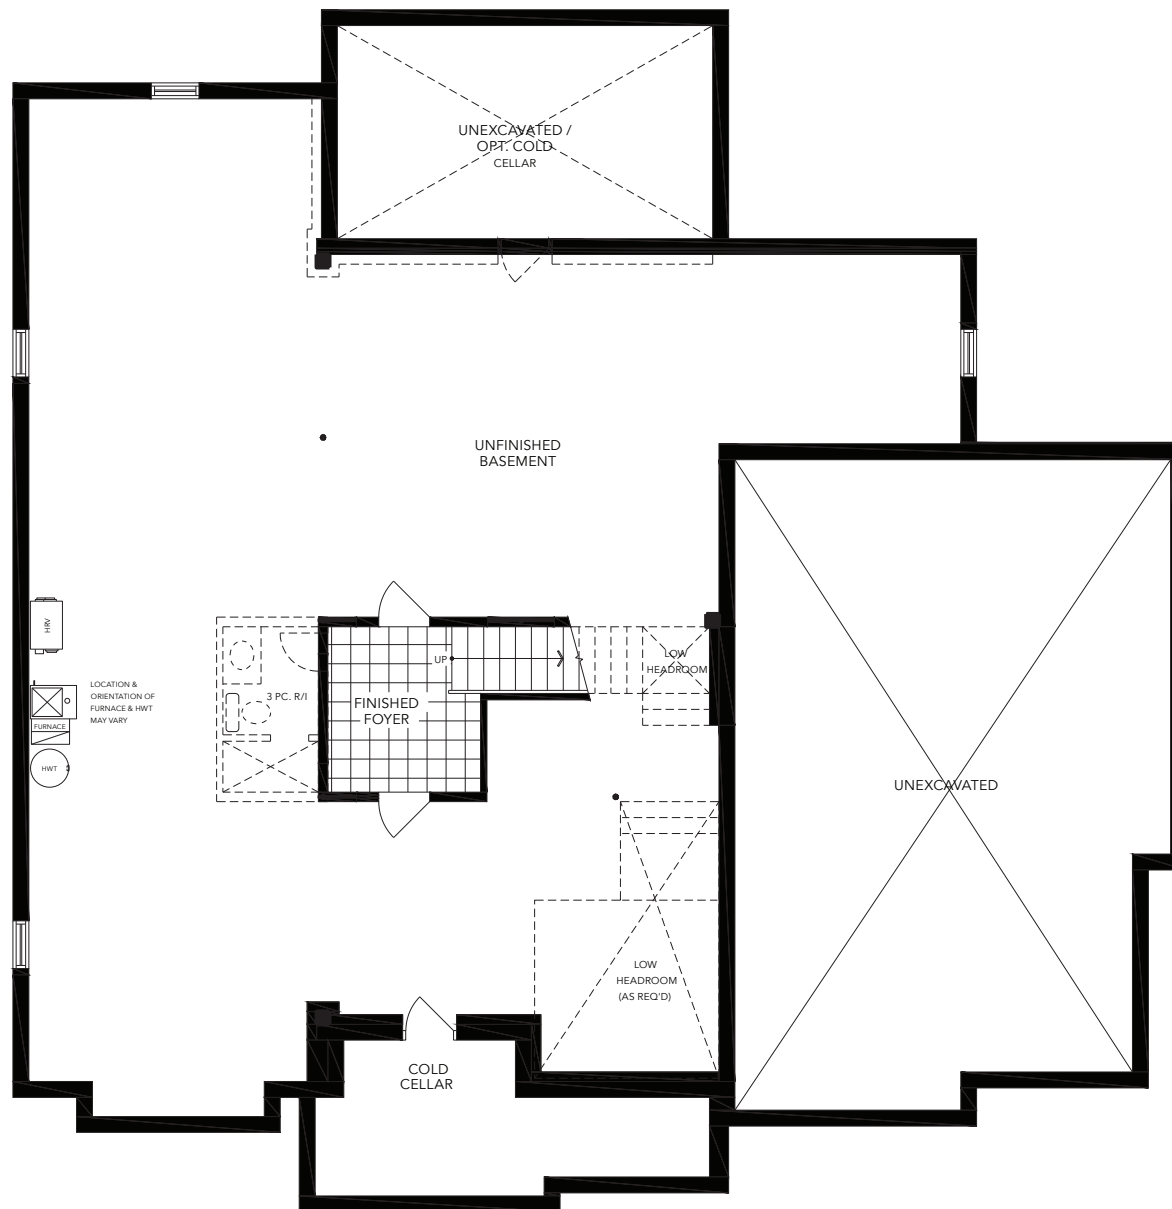 UNEXCAVATED /
OPT. COLD
CELLAR
UNFINISHED
BASEMENT
HRV
LOCATION &
ORIENTATION OF
FURNACE & HWT
MAY VARY
FURNACE
HWT
3 PC. R/I
UP
FINISHED
FOYER
LOW
HEADROOM
UNEXCAVATED
LOW
HEADROOM
(AS REQ'D)
COLD
CELLAR